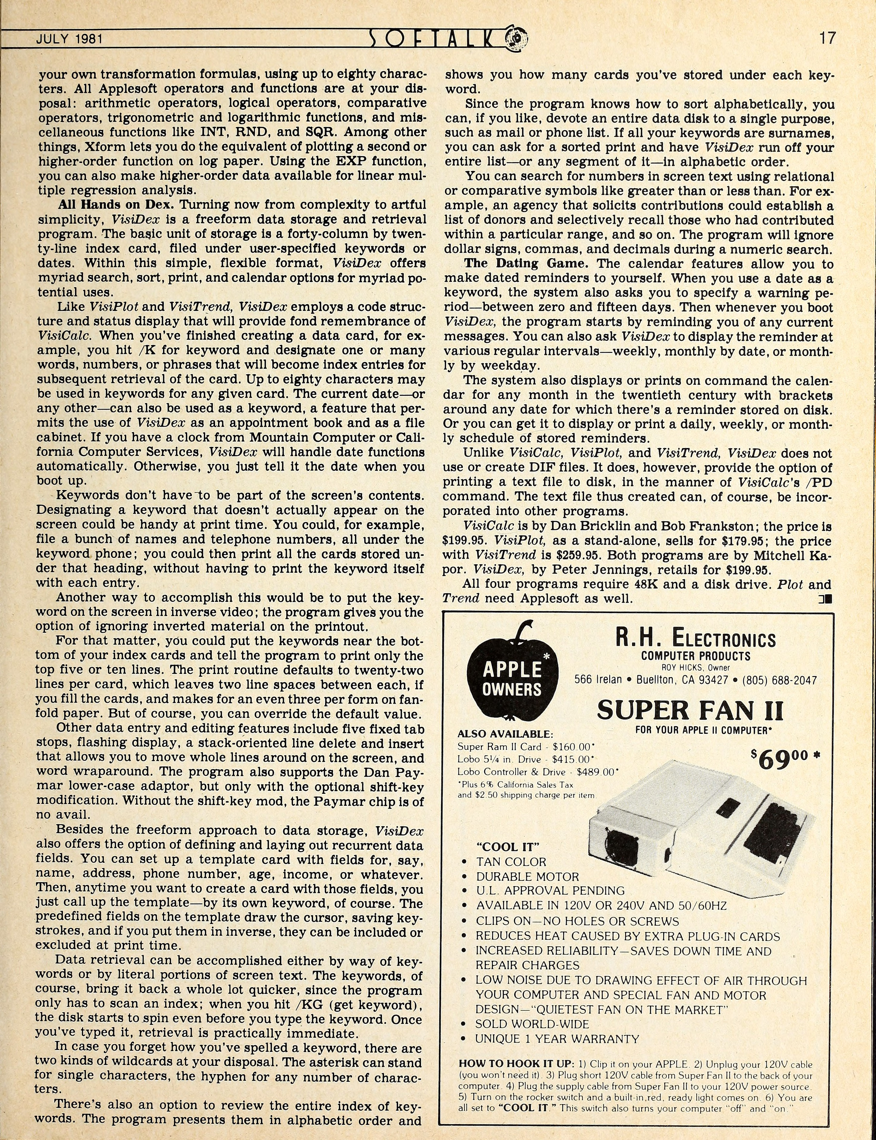 JULY 1981
SOFTALK
17
your own transformation formulas, using up to eighty charac-
ters. All Applesoft operators and functions are at your dis-
posal: arithmetic operators, logical operators, comparative
operators, trigonometric and logarithmic functions, and mis-
cellaneous functions like INT, RND, and SQR. Among other
things, Xform lets you do the equivalent of plotting a second or
higher-order function on log paper. Using the EXP function,
you can also make higher-order data available for linear mul-
tiple regression analysis.
All Hands on Dex. Turning now from complexity to artful
simplicity, VisiDex is a freeform data storage and retrieval
program. The basic unit of storage is a forty-column by twen-
ty-line index card, filed under user-specified keywords or
dates. Within this simple, flexible format, VisiDex offers
myriad search, sort, print, and calendar options for myriad po-
tential uses.
Like VisiPlot and VisiTrend, VisiDex employs a code struc-
ture and status display that will provide fond remembrance of
VisiCalc. When you've finished creating a data card, for ex-
ample, you hit /K for keyword and designate one or many
words, numbers, or phrases that will become index entries for
subsequent retrieval of the card. Up to eighty characters may
be used in keywords for any given card. The current date—or
any other—can also be used as a keyword, a feature that per-
mits the use of VisiDex as an appointment book and as a file
cabinet. If you have a clock from Mountain Computer or Cali-
fornia Computer Services, VisiDex will handle date functions
automatically. Otherwise, you just tell it the date when you
boot up.
Keywords don't have to be part of the screen's contents.
Designating a keyword that doesn't actually appear on the
screen could be handy at print time. You could, for example,
file a bunch of names and telephone numbers, all under the
keyword phone; you could then print all the cards stored un-
der that heading, without having to print the keyword itself
with each entry.
Another way to accomplish this would be to put the key-
word on the screen in inverse video; the program gives you the
option of ignoring inverted material on the printout.
For that matter, you could put the keywords near the bot-
tom of your index cards and tell the program to print only the
top five or ten lines. The print routine defaults to twenty-two
lines per card, which leaves two line spaces between each, if
you fill the cards, and makes for an even three per form on fan-
fold paper. But of course, you can override the default value.
Other data entry and editing features include five fixed tab
stops, flashing display, a stack-oriented line delete and insert
that allows you to move whole lines around on the screen, and
word wraparound. The program also supports the Dan Pay-
mar lower-case adaptor, but only with the optional shift-key
modification. Without the shift-key mod, the Paymar chip is of
no avail.
Besides the freeform approach to data storage, VisiDex
also offers the option of defining and laying out recurrent data
fields. You can set up a template card with fields for, say,
name, address, phone number, age, income, or whatever.
Then, anytime you want to create a card with those fields, you
just call up the template—by its own keyword, of course. The
predefined fields on the template draw the cursor, saving key-
strokes, and if you put them in inverse, they can be included or
excluded at print time.
Data retrieval can be accomplished either by way of key-
words or by literal portions of screen text. The keywords, of
course, bring it back a whole lot quicker, since the program
only has to scan an index; when you hit /KG (get keyword),
the disk starts to spin even before you type the keyword. Once
you've typed it, retrieval is practically immediate.
In case you forget how you've spelled a keyword, there are
two kinds of wildcards at your disposal. The asterisk can stand
for single characters, the hyphen for any number of charac-
ters.
There's also an option to review the entire index of key-
words. The program presents them in alphabetic order and
shows you how many cards you've stored under each key-
word.
Since the program knows how to sort alphabetically, you
can, if you like, devote an entire data disk to a single purpose,
such as mail or phone list. If all your keywords are surnames,
you can ask for a sorted print and have VisiDex run off your
entire list—or any segment of it—in alphabetic order.
You can search for numbers in screen text using relational
or comparative symbols like greater than or less than. For ex-
ample, an agency that solicits contributions could establish a
list of donors and selectively recall those who had contributed
within a particular range, and so on. The program will ignore
dollar signs, commas, and decimals during a numeric search.
The Dating Game. The calendar features allow you to
make dated reminders to yourself. When you use a date as a
keyword, the system also asks you to specify a warning pe-
riod—between zero and fifteen days. Then whenever you boot
VisiDex, the program starts by reminding you of any current
messages. You can also ask VisiDex to display the reminder at
various regular intervals—weekly, monthly by date, or month-
ly by weekday.
The system also displays or prints on command the calen-
dar for any month in the twentieth century with brackets
around any date for which there's a reminder stored on disk.
Or you can get it to display or print a daily, weekly, or month-
ly schedule of stored reminders.
Unlike VisiCalc, VisiPlot, and VisiTrend, VisiDex does not
use or create DIF files. It does, however, provide the option of
printing a text file to disk, in the manner of VisiCalc's /PD
command. The text file thus created can, of course, be incor-
porated into other programs.
VisiCalc is by Dan Bricklin and Bob Frankston; the price is
$199.95. VisiPlot, as a stand-alone, sells for $179.95; the price
with VisiTrend is $259.95. Both programs are by Mitchell Ka-
por. VisiDex, by Peter Jennings, retails for $199.95.
All four programs require 48K and a disk drive. Plot and
Trend need Applesoft as well.
APPLE*
OWNERS
R.H. ELECTRONICS
COMPUTER PRODUCTS
ROY HICKS, Owner
566 Irelan • Buellton, CA 93427 • (805) 688-2047
SUPER FAN II
FOR YOUR APPLE II COMPUTER*
$69.00 *
ALSO AVAILABLE:
Super Ram II Card - $160.00*
Lobo 5¼ in. Drive - $415.00*
Lobo Controller & Drive - $489.00*
*Plus 6% California Sales Tax
and $2.50 shipping charge per item
"COOL IT"
• TAN COLOR
• DURABLE MOTOR
• U.L. APPROVAL PENDING
• AVAILABLE IN 120V OR 240V AND 50/60HZ
• CLIPS ON—NO HOLES OR SCREWS
• REDUCES HEAT CAUSED BY EXTRA PLUG-IN CARDS
• INCREASED RELIABILITY—SAVES DOWN TIME AND
REPAIR CHARGES
• LOW NOISE DUE TO DRAWING EFFECT OF AIR THROUGH
YOUR COMPUTER AND SPECIAL FAN AND MOTOR
DESIGN—"QUIETEST FAN ON THE MARKET"
• SOLD WORLD-WIDE
• UNIQUE 1 YEAR WARRANTY
HOW TO HOOK IT UP: 1) Clip it on your APPLE. 2) Unplug your 120V cable
(you won't need it). 3) Plug short 120V cable from Super Fan II to the back of your
computer. 4) Plug the supply cable from Super Fan II to your 120V power source.
5) Turn on the rocker switch and a built-in, red, ready light comes on. 6) You are
all set to "COOL IT." This switch also turns your computer "off" and "on."